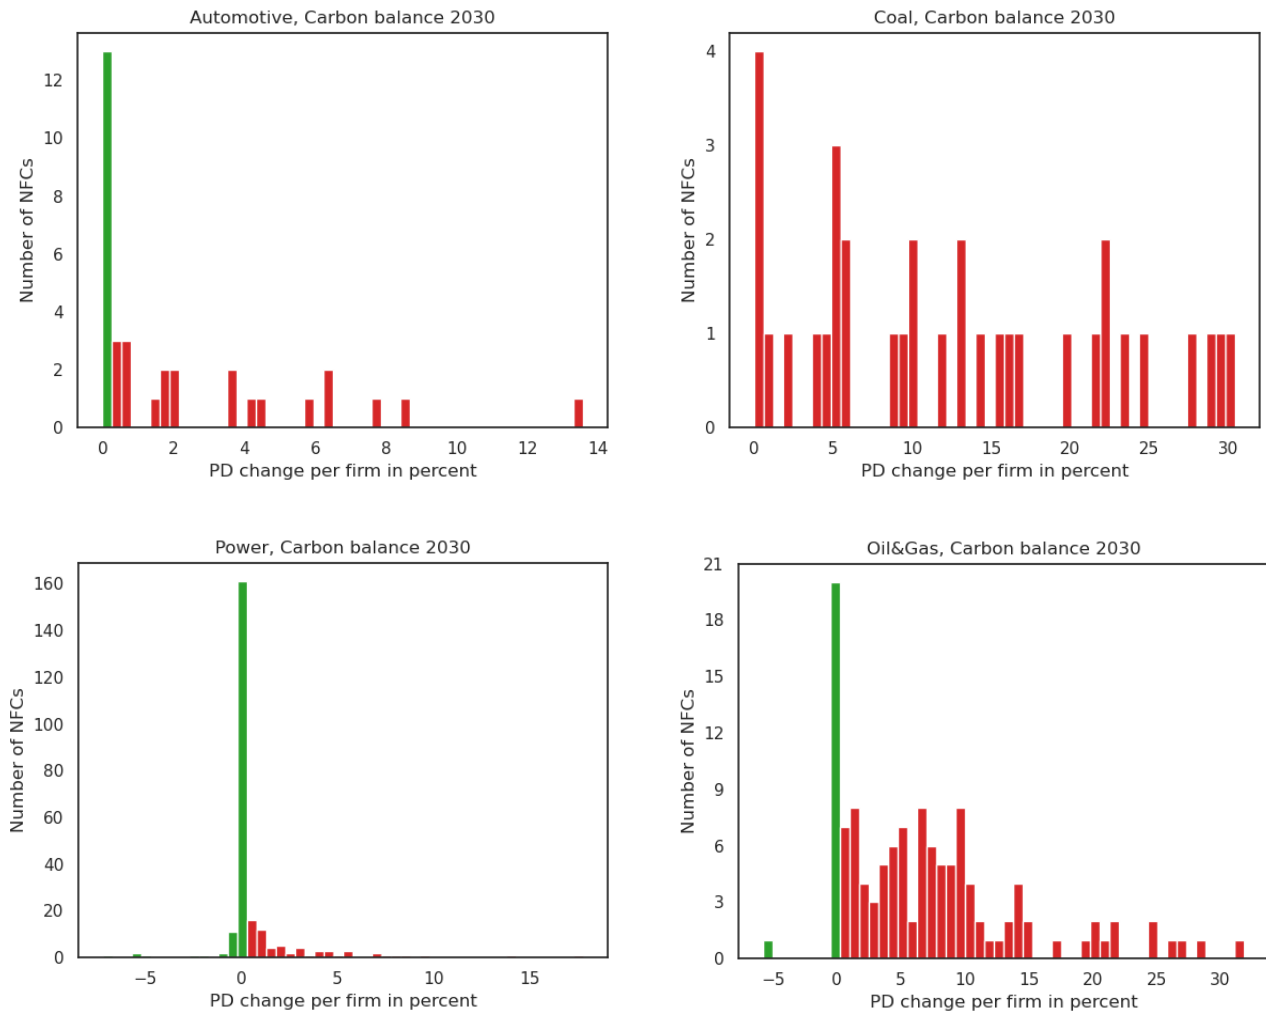 Automotive, Carbon balance 2030
Number of NFCs
12
10
8
6
4
2
0
0 2 4 6 8 10 12 14
PD change per firm in percent
Coal, Carbon balance 2030
Number of NFCs
4
3
2
1
0
0 5 10 15 20 25 30
PD change per firm in percent
Power, Carbon balance 2030
Number of NFCs
160
140
120
100
80
60
40
20
0
−5 0 5 10 15
PD change per firm in percent
Oil&Gas, Carbon balance 2030
Number of NFCs
21
18
15
12
9
6
3
0
−5 0 5 10 15 20 25 30
PD change per firm in percent